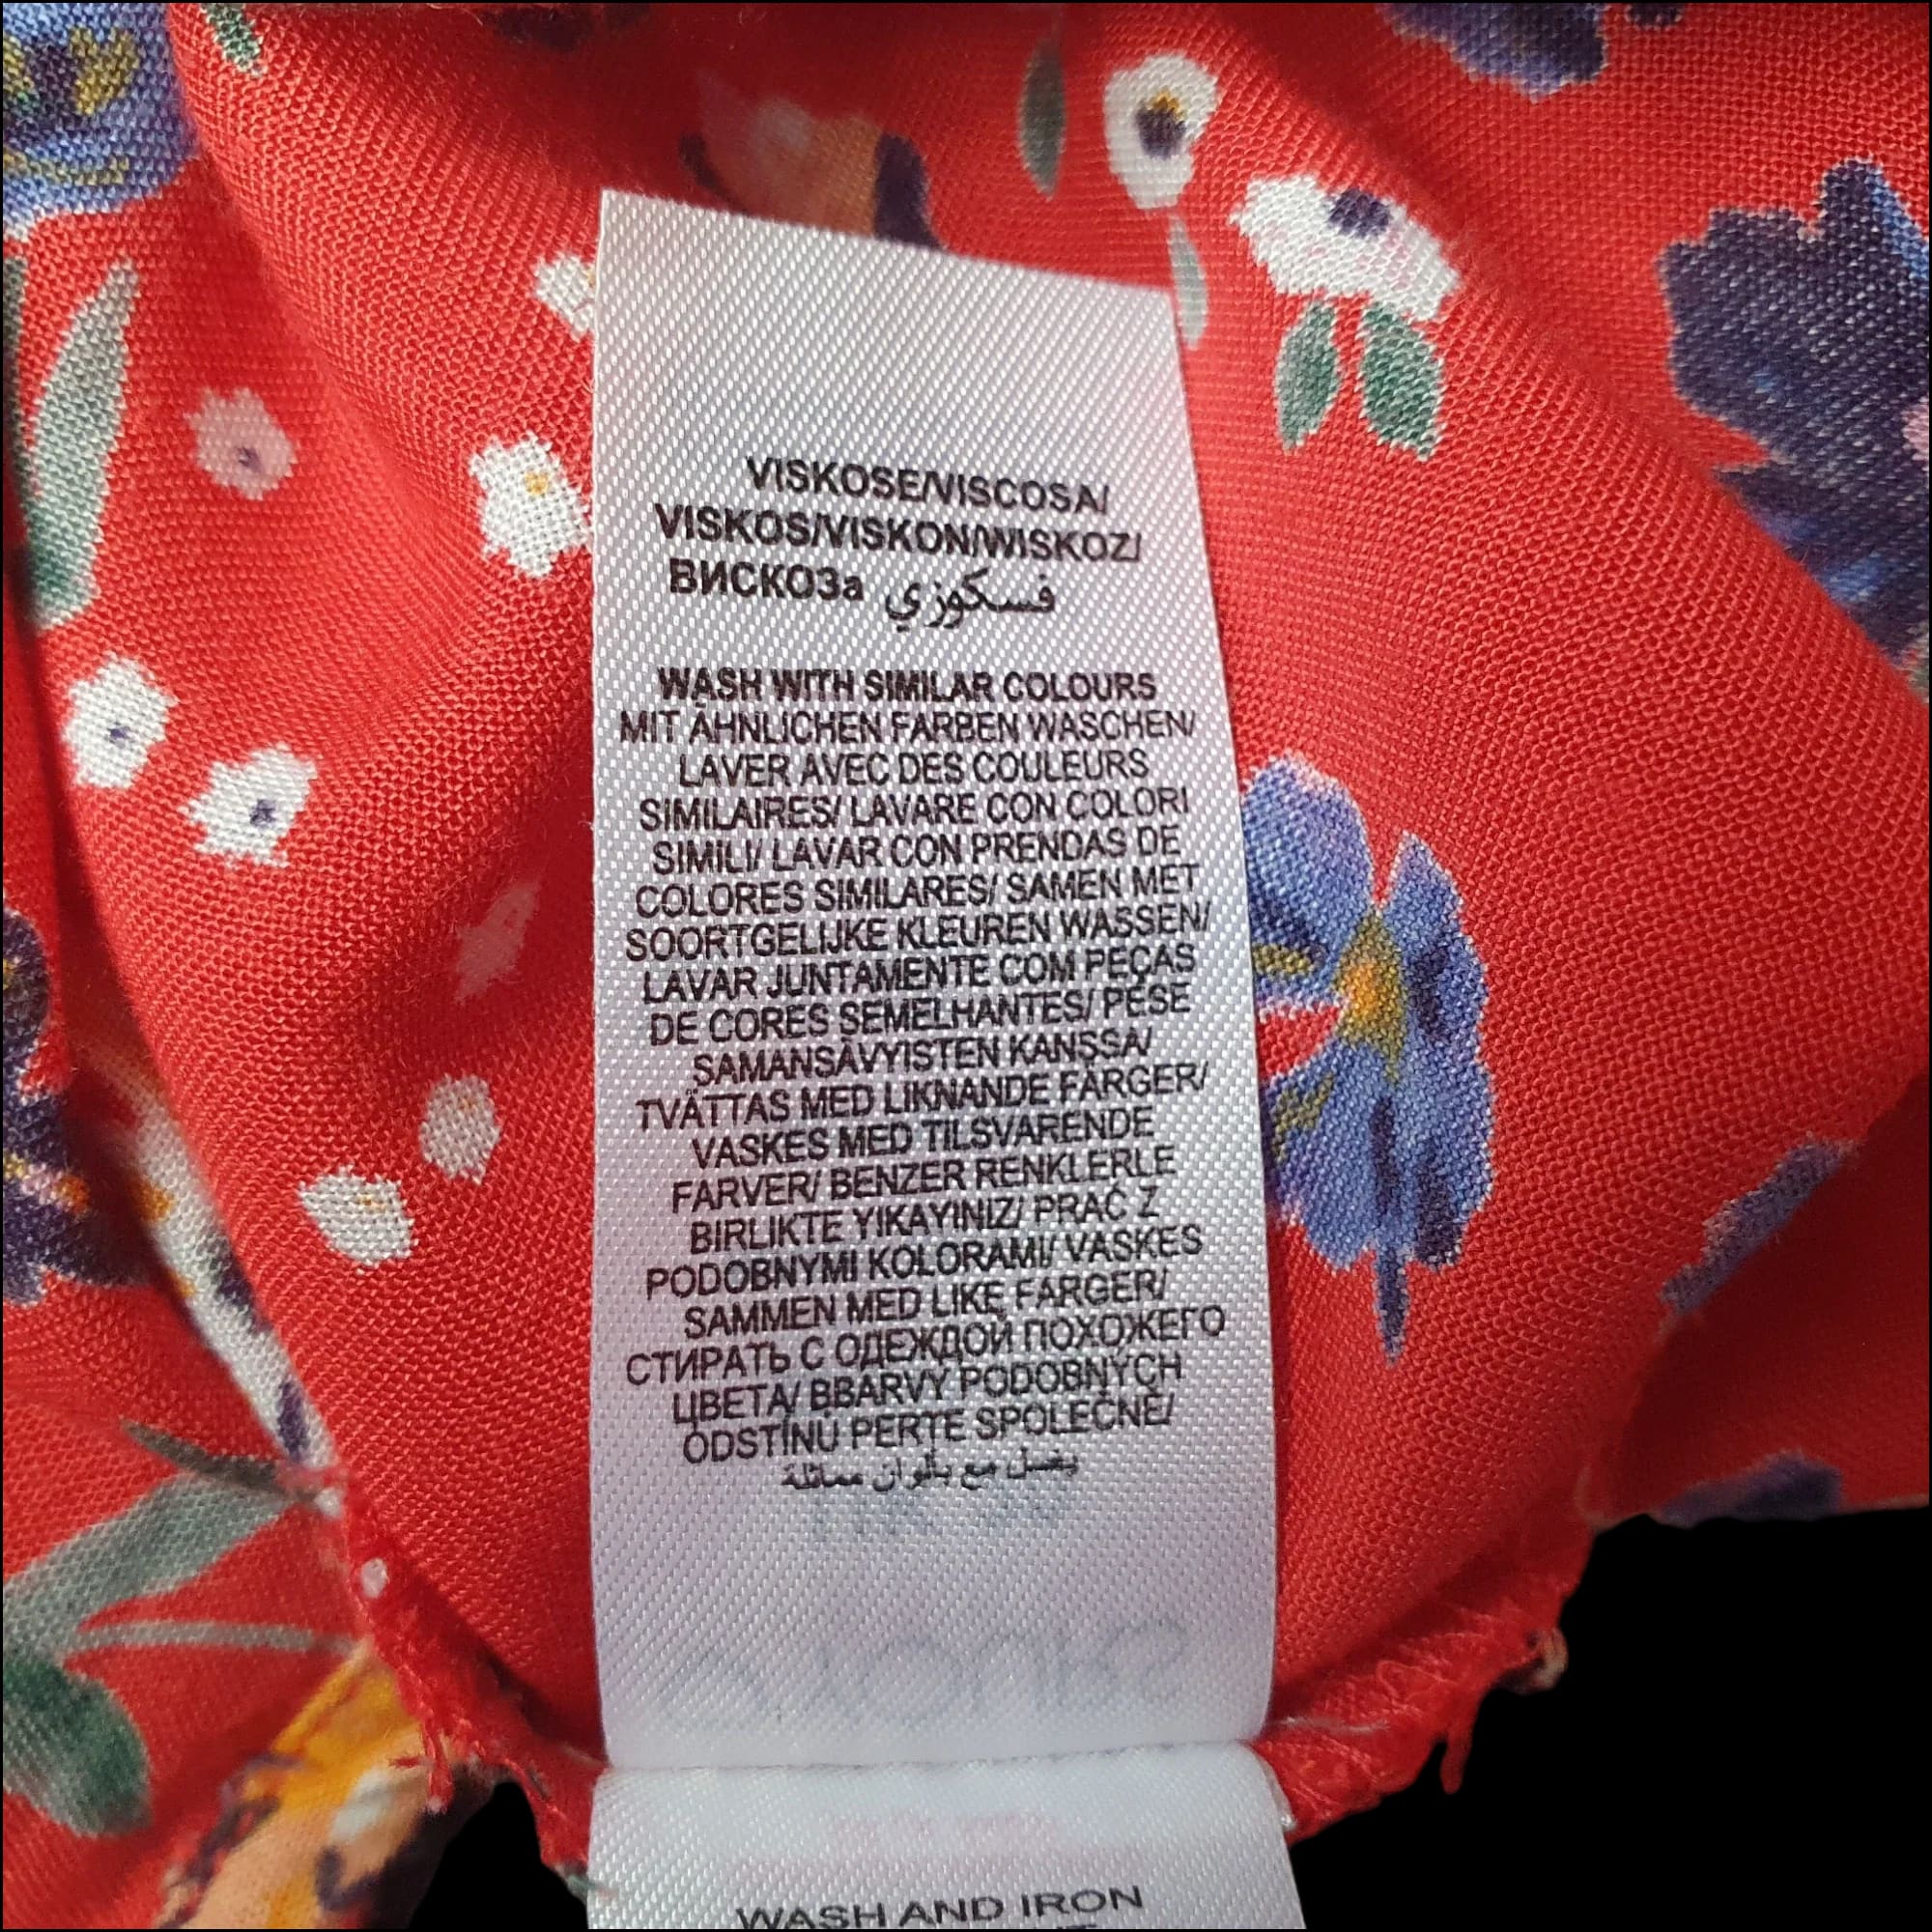 VISKOSE/VISCOSA/
VISKOS/VISKON/WISKOZ/
ВИСКОЗа فسكوزي
WASH WITH SIMILAR COLOURS
MIT ÄHNLICHEN FARBEN WASCHEN/
LAVER AVEC DES COULEURS
SIMILAIRES/ LAVARE CON COLORI
SIMILI/ LAVAR CON PRENDAS DE
COLORES SIMILARES/ SAMEN MET
SOORTGELIJKE KLEUREN WASSEN/
LAVAR JUNTAMENTE COM PEÇAS
DE CORES SEMELHANTES/ PESE
SAMANSÄVYISTEN KANSSA/
TVÄTTAS MED LIKNANDE FÄRGER/
VASKES MED TILSVARENDE
FARVER/ BENZER RENKLERLE
BIRLIKTE YIKAYINIZ/ PRAĆ Z
PODOBNYMI KOLORAMI/ VASKES
SAMMEN MED LIKE FARGER/
СТИРАТЬ С ОДЕЖДОЙ ПОХОЖЕГО
ЦВЕТА/ BBARVY PODOBNÝCH
ODSTÍNŮ PERTE SPOLEČNĚ/
يغسل مع بألوان مماثلة
WASH AND IRON